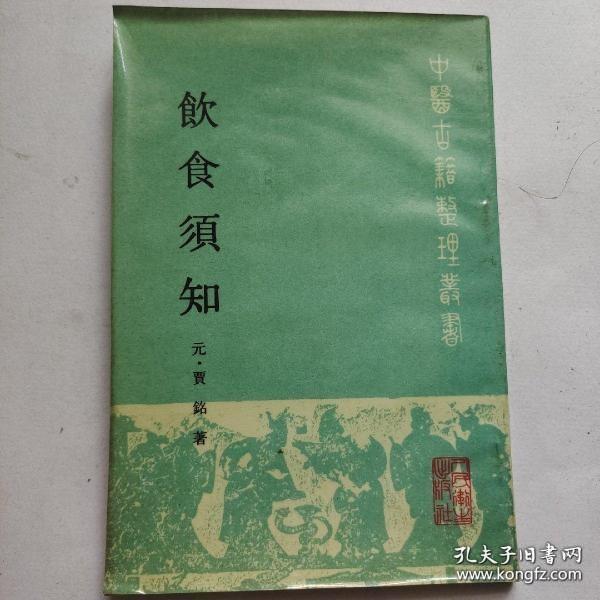 中醫古籍整理叢書
飲食須知
元·賈銘著
人民衛生出版社
孔夫子旧書网
www.kongfz.com